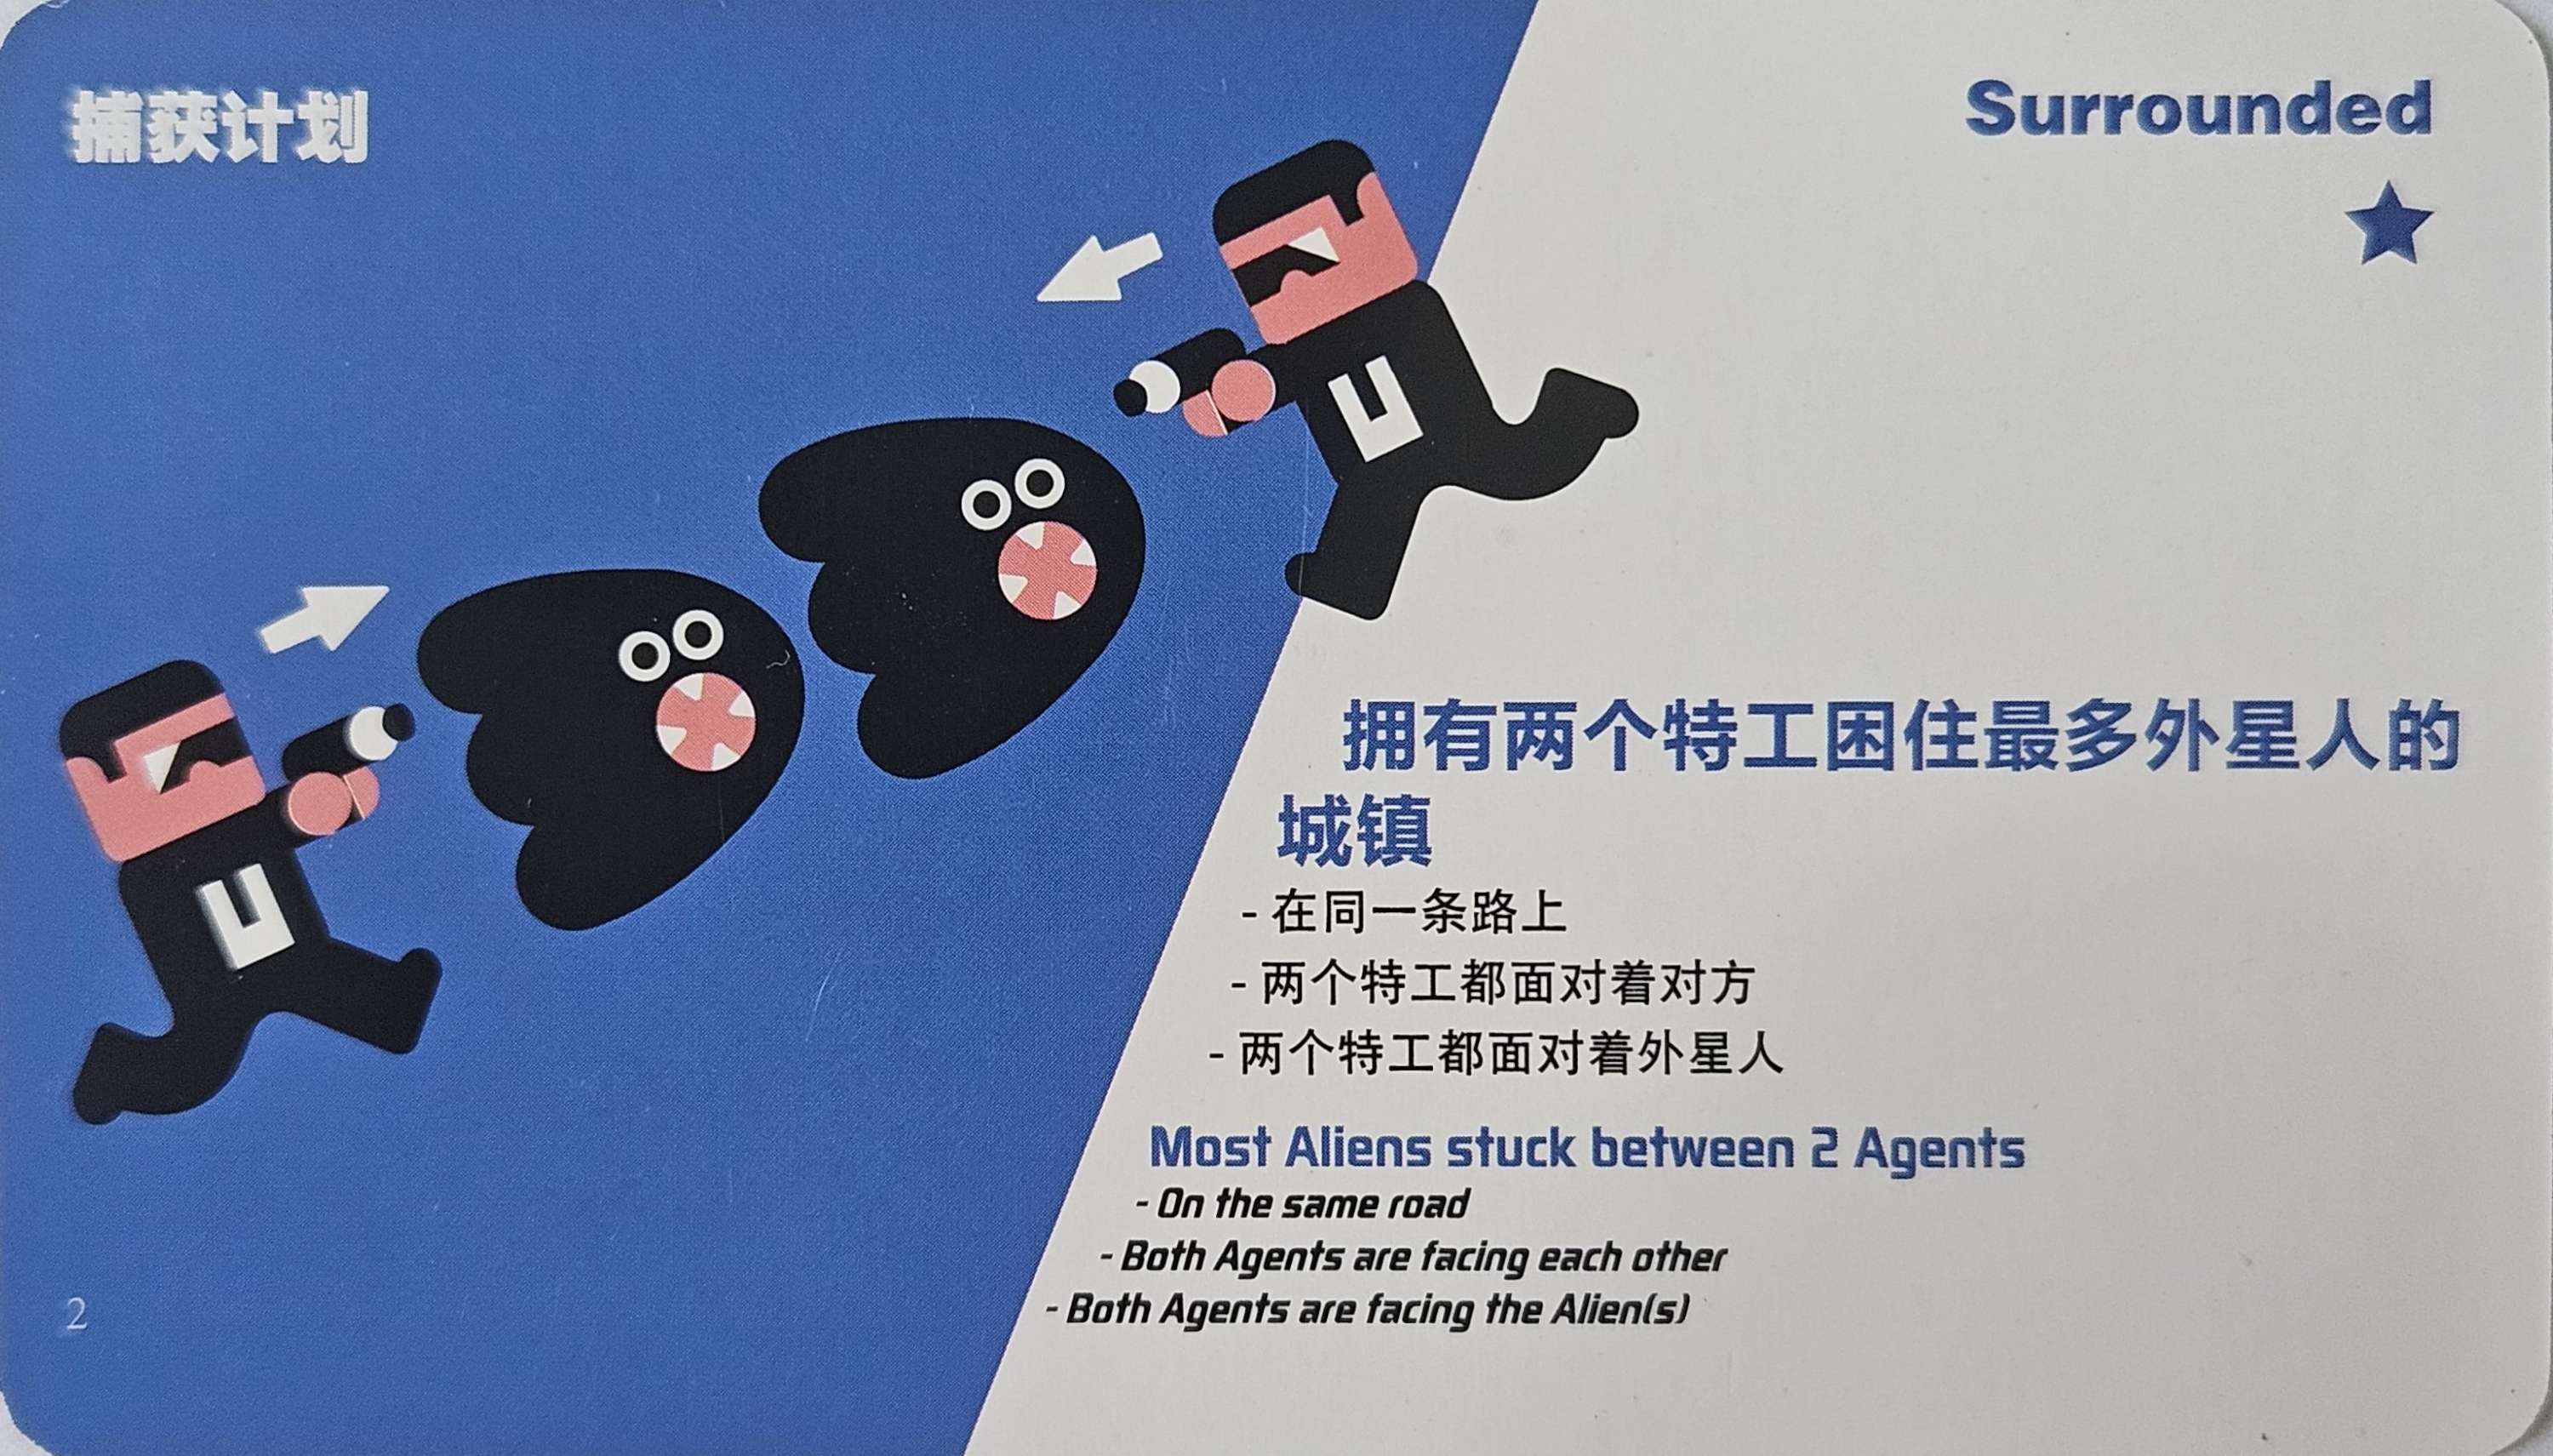 捕获计划
Surrounded
拥有两个特工困住最多外星人的
城镇
- 在同一条路上
- 两个特工都面对着对方
- 两个特工都面对着外星人
Most Aliens stuck between 2 Agents
- On the same road
- Both Agents are facing each other
- Both Agents are facing the Alien(s)
2